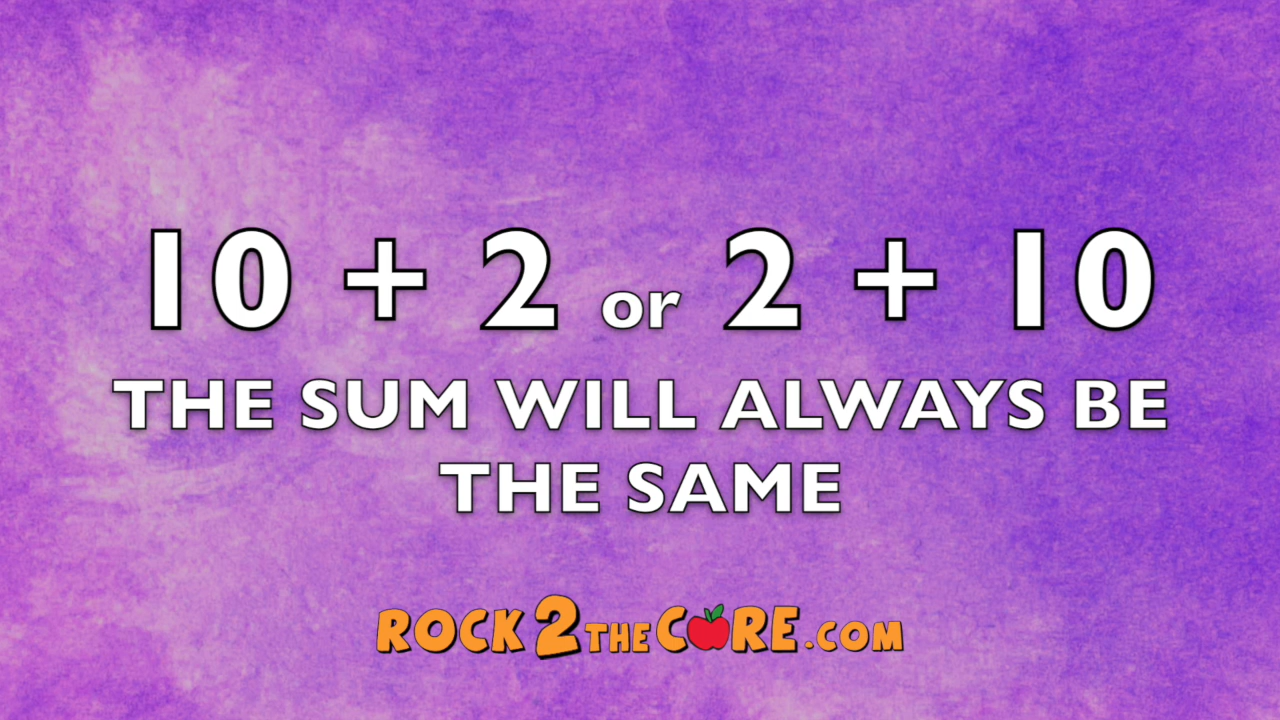 10 + 2 or 2 + 10
THE SUM WILL ALWAYS BE
THE SAME
ROCK2THECORE.COM